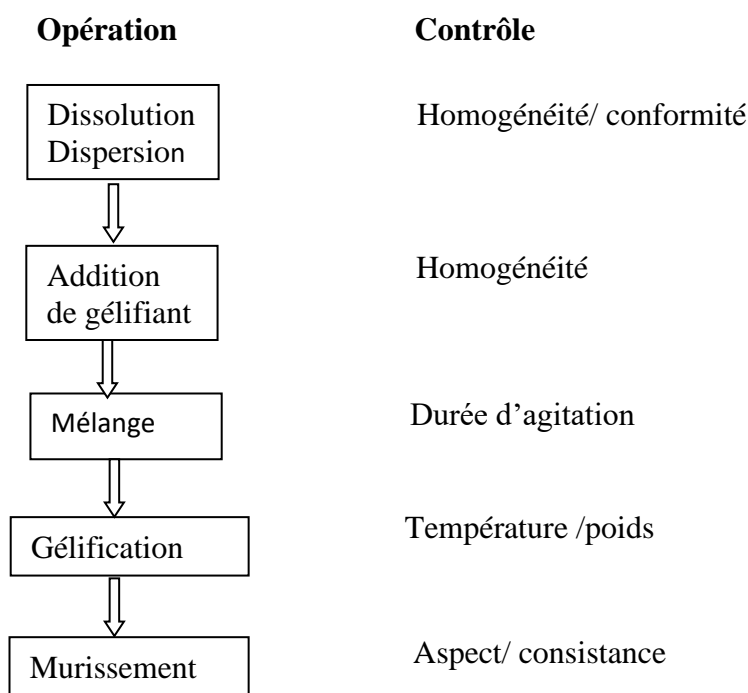 Opération Contrôle
Dissolution Homogénéité/ conformité
Dispersion
Addition Homogénéité
de gélifiant
Mélange Durée d’agitation
Gélification Température /poids
Murissement Aspect/ consistance